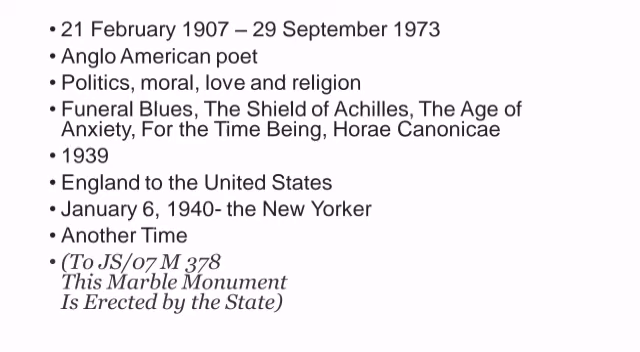 • 21 February 1907 – 29 September 1973
• Anglo American poet
• Politics, moral, love and religion
• Funeral Blues, The Shield of Achilles, The Age of
Anxiety, For the Time Being, Horae Canonicae
• 1939
• England to the United States
• January 6, 1940- the New Yorker
• Another Time
• (To JS/07 M 378
This Marble Monument
Is Erected by the State)